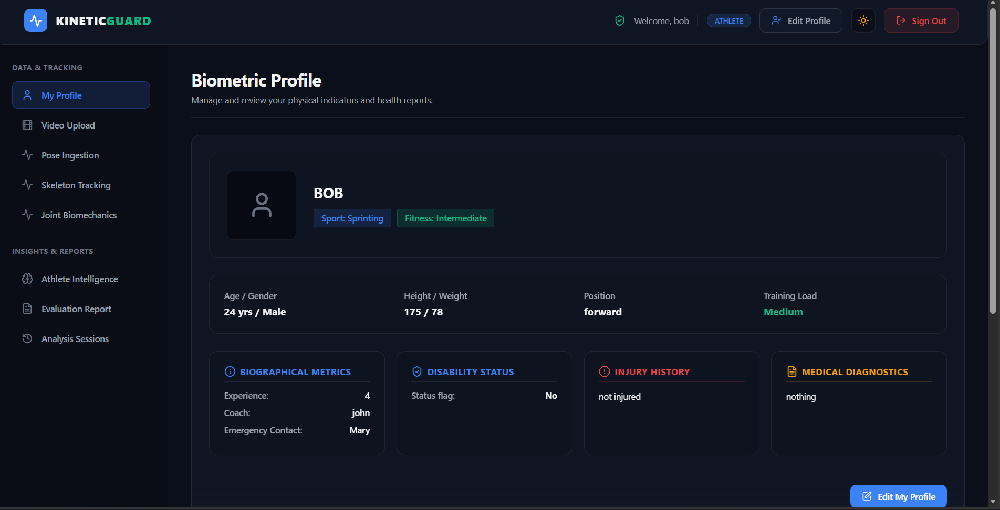 KINETICGUARD
Welcome, bob
ATHLETE
Edit Profile
Sign Out
DATA & TRACKING
My Profile
Video Upload
Pose Ingestion
Skeleton Tracking
Joint Biomechanics
INSIGHTS & REPORTS
Athlete Intelligence
Evaluation Report
Analysis Sessions
Biometric Profile
Manage and review your physical indicators and health reports.
BOB
Sport: Sprinting
Fitness: Intermediate
Age / Gender
24 yrs / Male
Height / Weight
175 / 78
Position
forward
Training Load
Medium
BIOGRAPHICAL METRICS
Experience: 4
Coach: john
Emergency Contact: Mary
DISABILITY STATUS
Status flag: No
INJURY HISTORY
not injured
MEDICAL DIAGNOSTICS
nothing
Edit My Profile